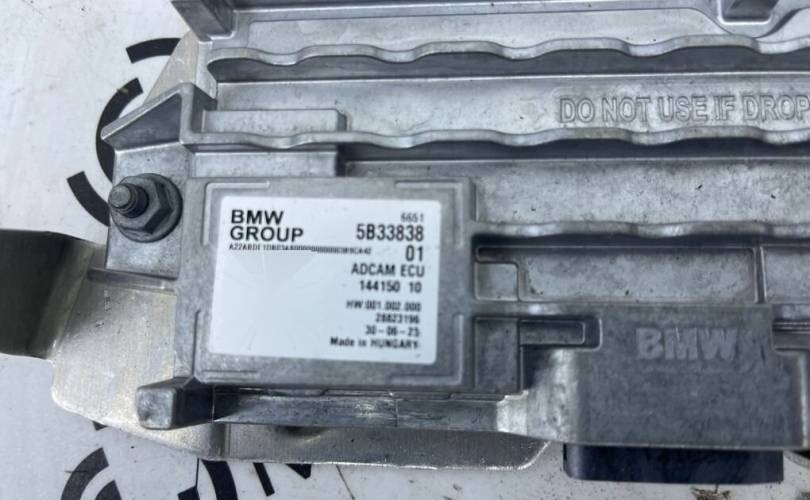 DO NOT USE IF DROP
BMW
GROUP
6651
5B33838
01
ADCAM ECU
144150 10
HW:001.002.000
28823196
30-06-23
Made in HUNGARY
BMW